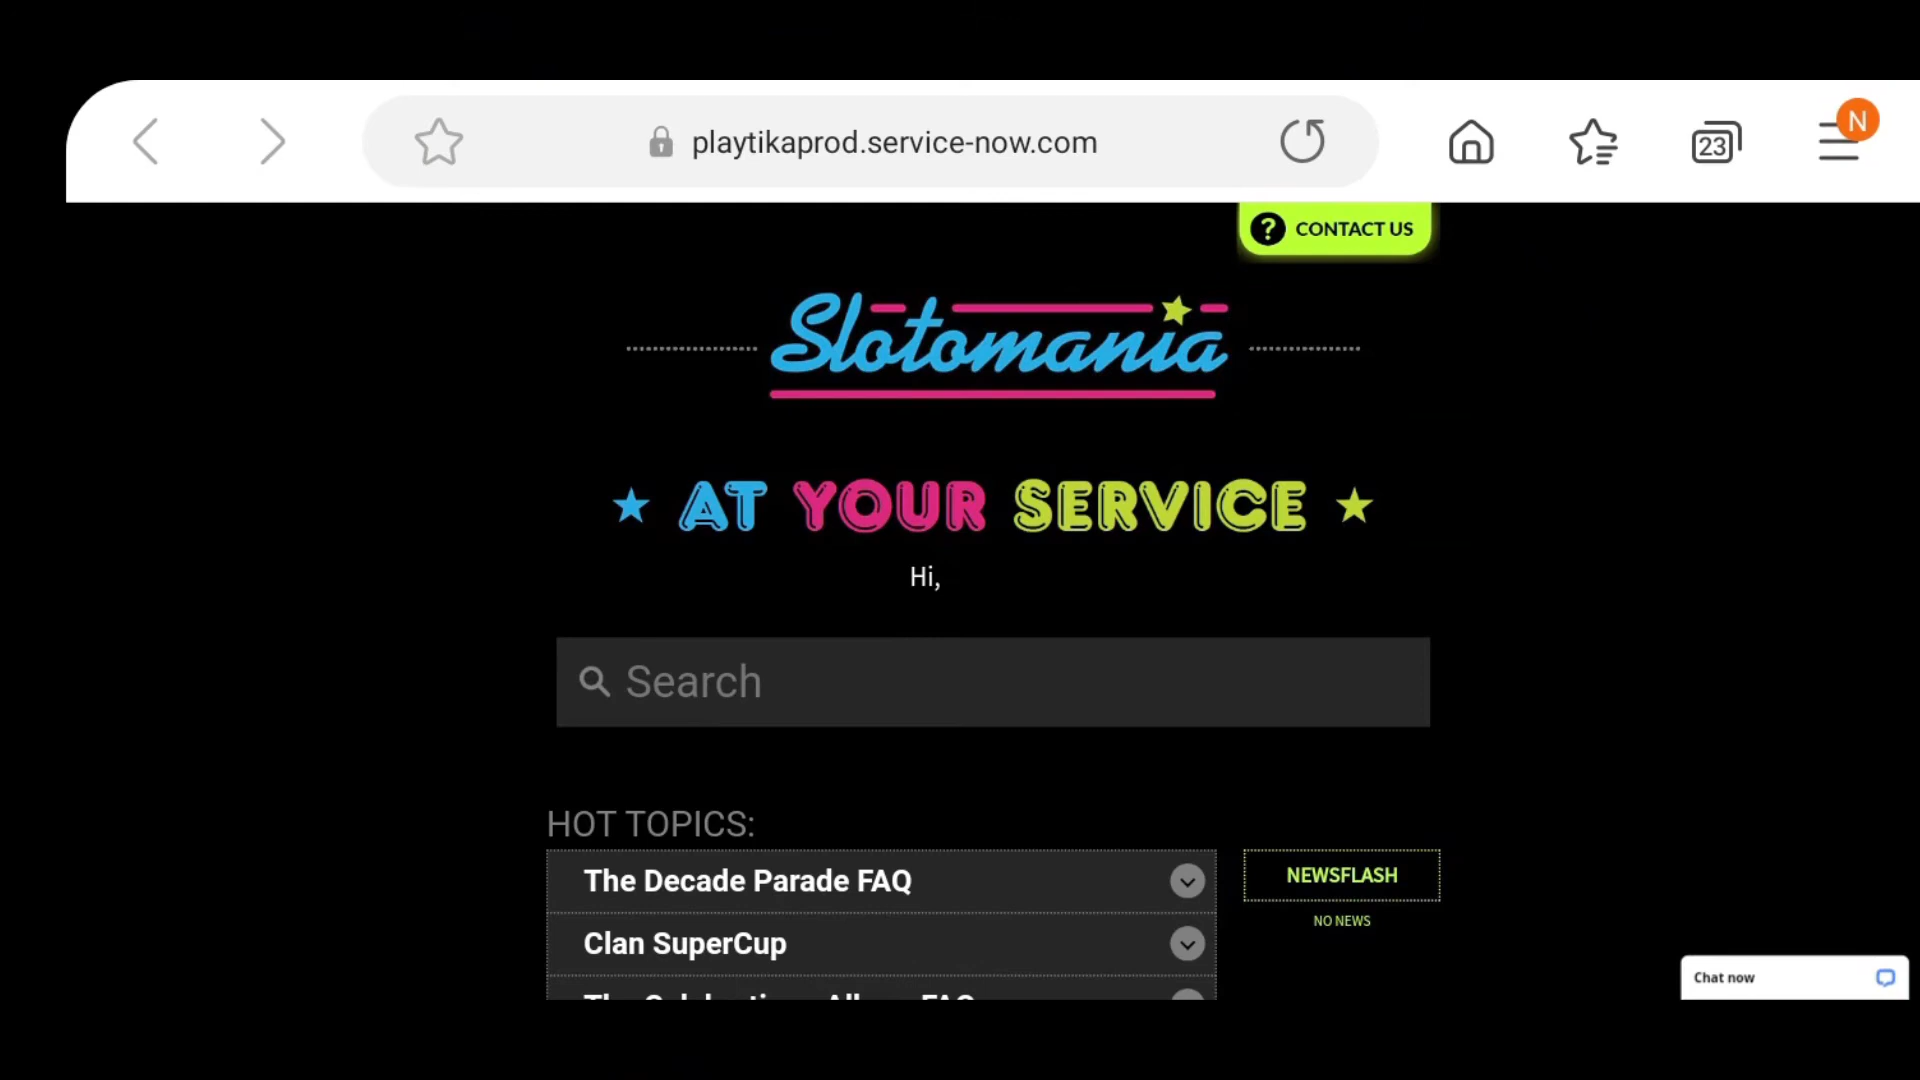 playtikaprod.service-now.com
23
N
? CONTACT US
Slotomania
AT YOUR SERVICE
Hi,
Search
HOT TOPICS:
The Decade Parade FAQ
NEWSFLASH
NO NEWS
Clan SuperCup
Chat now